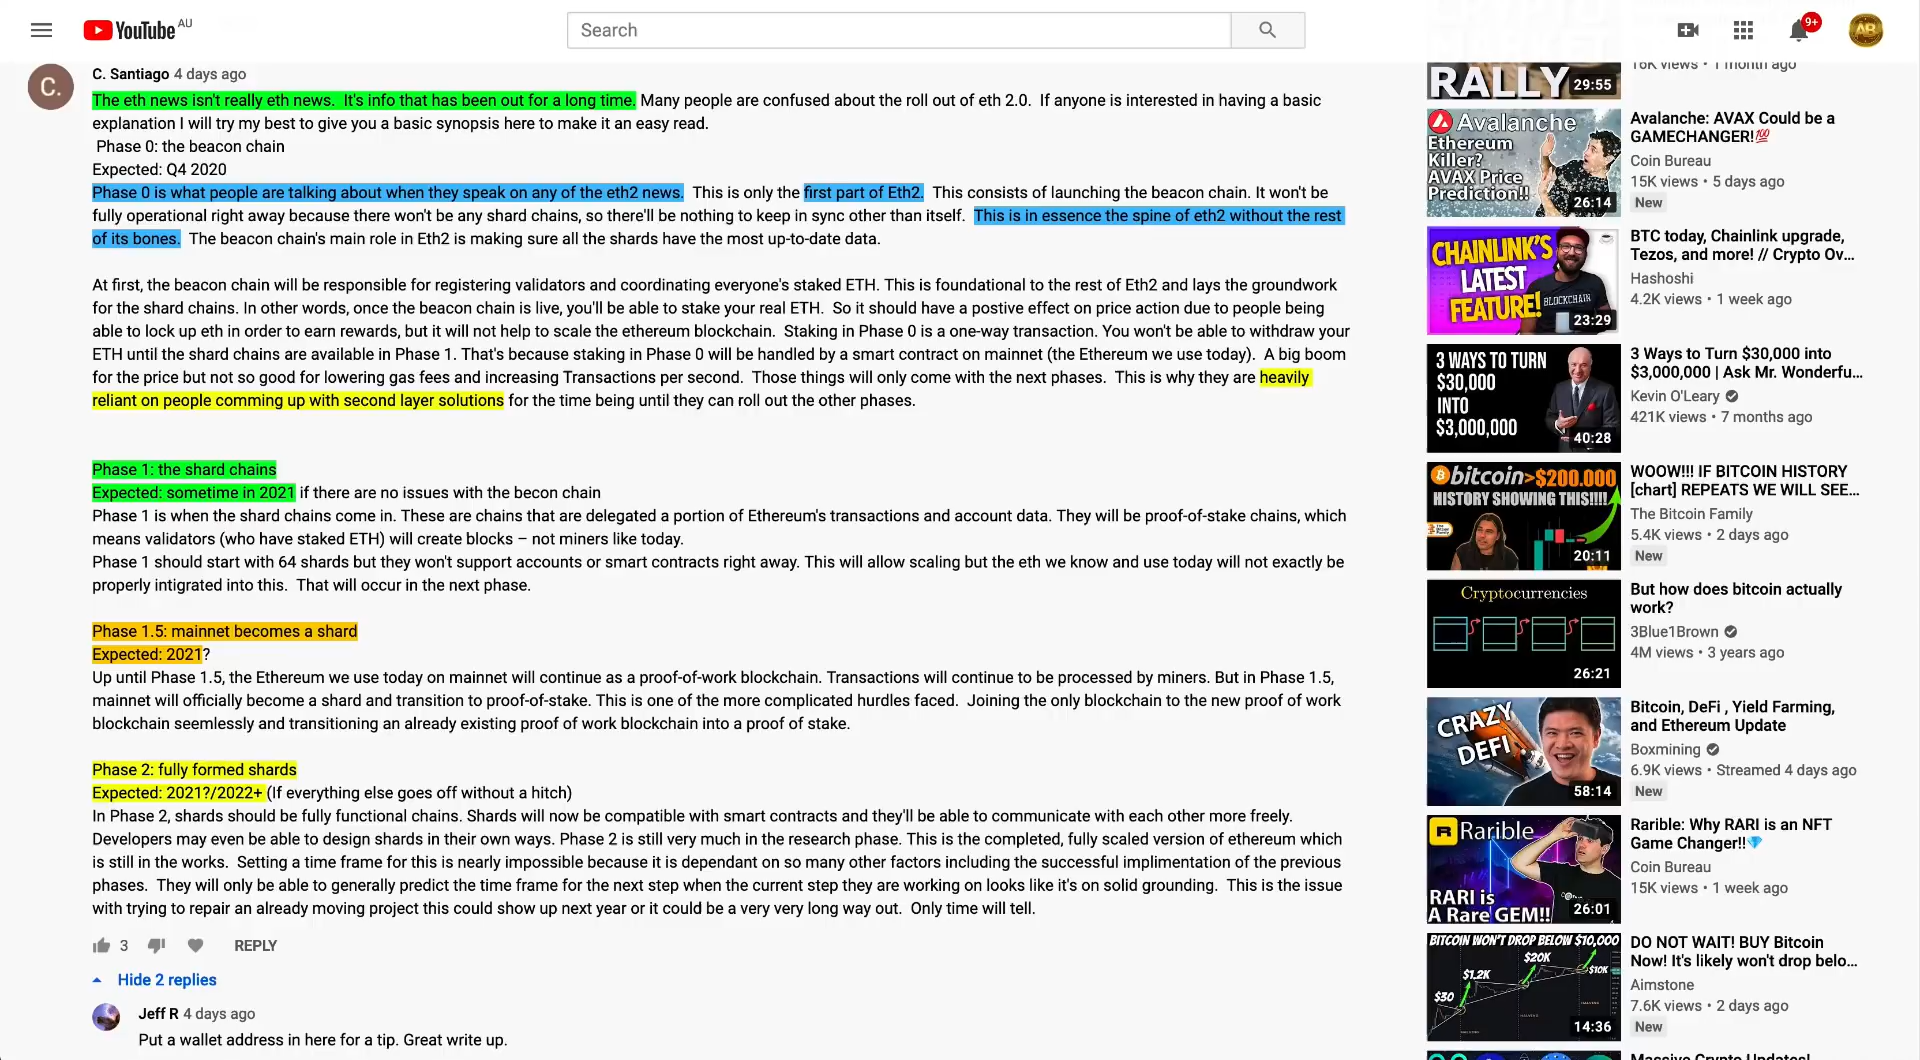 YouTube AU
Search
9+
AB
C.
C. Santiago 4 days ago
The eth news isn't really eth news.  It's info that has been out for a long time. Many people are confused about the roll out of eth 2.0.  If anyone is interested in having a basic
explanation I will try my best to give you a basic synopsis here to make it an easy read.
Phase 0: the beacon chain
Expected: Q4 2020
Phase 0 is what people are talking about when they speak on any of the eth2 news.  This is only the first part of Eth2.  This consists of launching the beacon chain. It won't be
fully operational right away because there won't be any shard chains, so there'll be nothing to keep in sync other than itself.  This is in essence the spine of eth2 without the rest
of its bones.  The beacon chain's main role in Eth2 is making sure all the shards have the most up-to-date data.
At first, the beacon chain will be responsible for registering validators and coordinating everyone's staked ETH. This is foundational to the rest of Eth2 and lays the groundwork
for the shard chains. In other words, once the beacon chain is live, you'll be able to stake your real ETH.  So it should have a postive effect on price action due to people being
able to lock up eth in order to earn rewards, but it will not help to scale the ethereum blockchain.  Staking in Phase 0 is a one-way transaction. You won't be able to withdraw your
ETH until the shard chains are available in Phase 1. That's because staking in Phase 0 will be handled by a smart contract on mainnet (the Ethereum we use today).  A big boom
for the price but not so good for lowering gas fees and increasing Transactions per second.  Those things will only come with the next phases.  This is why they are heavily
reliant on people comming up with second layer solutions for the time being until they can roll out the other phases.
Phase 1: the shard chains
Expected: sometime in 2021 if there are no issues with the becon chain
Phase 1 is when the shard chains come in. These are chains that are delegated a portion of Ethereum's transactions and account data. They will be proof-of-stake chains, which
means validators (who have staked ETH) will create blocks – not miners like today.
Phase 1 should start with 64 shards but they won't support accounts or smart contracts right away. This will allow scaling but the eth we know and use today will not exactly be
properly intigrated into this.  That will occur in the next phase.
Phase 1.5: mainnet becomes a shard
Expected: 2021?
Up until Phase 1.5, the Ethereum we use today on mainnet will continue as a proof-of-work blockchain. Transactions will continue to be processed by miners. But in Phase 1.5,
mainnet will officially become a shard and transition to proof-of-stake. This is one of the more complicated hurdles faced.  Joining the only blockchain to the new proof of work
blockchain seemlessly and transitioning an already existing proof of work blockchain into a proof of stake.
Phase 2: fully formed shards
Expected: 2021?/2022+ (If everything else goes off without a hitch)
In Phase 2, shards should be fully functional chains. Shards will now be compatible with smart contracts and they'll be able to communicate with each other more freely.
Developers may even be able to design shards in their own ways. Phase 2 is still very much in the research phase. This is the completed, fully scaled version of ethereum which
is still in the works.  Setting a time frame for this is nearly impossible because it is dependant on so many other factors including the successful implimentation of the previous
phases.  They will only be able to generally predict the time frame for the next step when the current step they are working on looks like it's on solid grounding.  This is the issue
with trying to repair an already moving project this could show up next year or it could be a very very long way out.  Only time will tell.
3
REPLY
Hide 2 replies
Jeff R 4 days ago
Put a wallet address in here for a tip. Great write up.
RALLY
29:55
16K views • 1 month ago
Avalanche
Ethereum
Killer?
AVAX Price
Prediction!!
26:14
Avalanche: AVAX Could be a
GAMECHANGER!💯
Coin Bureau
15K views • 5 days ago
New
CHAINLINK'S
LATEST
FEATURE!
BLOCKCHAIN
23:29
BTC today, Chainlink upgrade,
Tezos, and more! // Crypto Ov...
Hashoshi
4.2K views • 1 week ago
3 WAYS TO TURN
$30,000
INTO
$3,000,000
40:28
3 Ways to Turn $30,000 into
$3,000,000 | Ask Mr. Wonderfu...
Kevin O'Leary
421K views • 7 months ago
bitcoin>$200.000
HISTORY SHOWING THIS!!!!
20:11
WOOW!!! IF BITCOIN HISTORY
[chart] REPEATS WE WILL SEE...
The Bitcoin Family
5.4K views • 2 days ago
New
Cryptocurrencies
26:21
But how does bitcoin actually
work?
3Blue1Brown
4M views • 3 years ago
CRAZY
DEFI
58:14
Bitcoin, DeFi , Yield Farming,
and Ethereum Update
Boxmining
6.9K views • Streamed 4 days ago
New
Rarible
RARI is
A Rare GEM!!
26:01
Rarible: Why RARI is an NFT
Game Changer!!💎
Coin Bureau
15K views • 1 week ago
BITCOIN WON'T DROP BELOW $10,000
$30
$1.2K
$20K
$10K
14:36
DO NOT WAIT! BUY Bitcoin
Now! It's likely won't drop belo...
Aimstone
7.6K views • 2 days ago
New
Massive Crypto Updates!